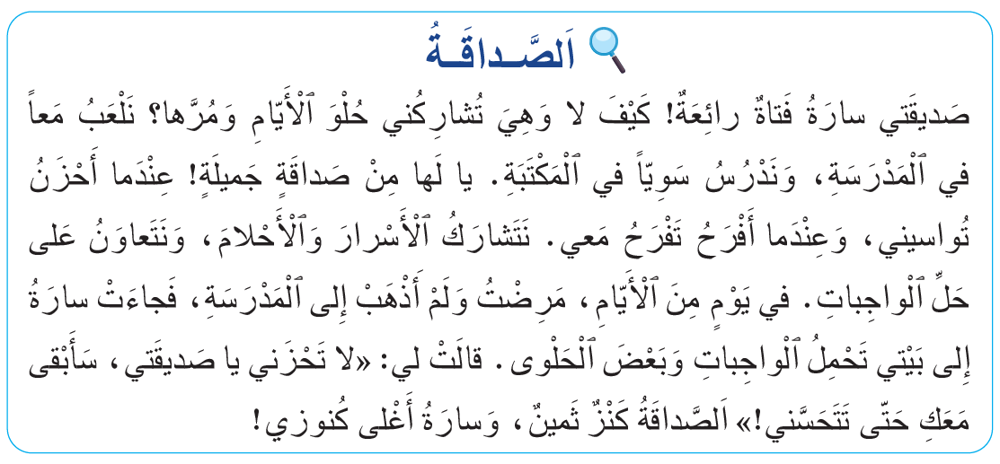 اَلصَّــداقَــةُ
صَديقَتي سارَةُ فَتاةٌ رائِعَةٌ! كَيْفَ لا وَهِيَ تُشارِكُني حُلْوَ ٱلْأَيّامِ وَمُرَّها؟ نَلْعَبُ مَعاً
في ٱلْمَدْرَسَةِ، وَنَدْرُسُ سَوِيّاً في ٱلْمَكْتَبَةِ. يا لَها مِنْ صَداقَةٍ جَميلَةٍ! عِنْدَما أَحْزَنُ
تُواسيني، وَعِنْدَما أَفْرَحُ تَفْرَحُ مَعي. نَتَشارَكُ ٱلْأَسْرارَ وَٱلْأَحْلامَ، وَنَتَعاوَنُ عَلى
حَلِّ ٱلْواجِباتِ. في يَوْمٍ مِنَ ٱلْأَيّامِ، مَرِضْتُ وَلَمْ أَذْهَبْ إِلى ٱلْمَدْرَسَةِ، فَجاءَتْ سارَةُ
إِلى بَيْتي تَحْمِلُ ٱلْواجِباتِ وَبَعْضَ ٱلْحَلْوى. قالَتْ لي: «لا تَحْزَني يا صَديقَتي، سَأَبْقى
مَعَكِ حَتّى تَتَحَسَّني!» اَلصَّداقَةُ كَنْزٌ ثَمينٌ، وَسارَةُ أَغْلى كُنوزي!